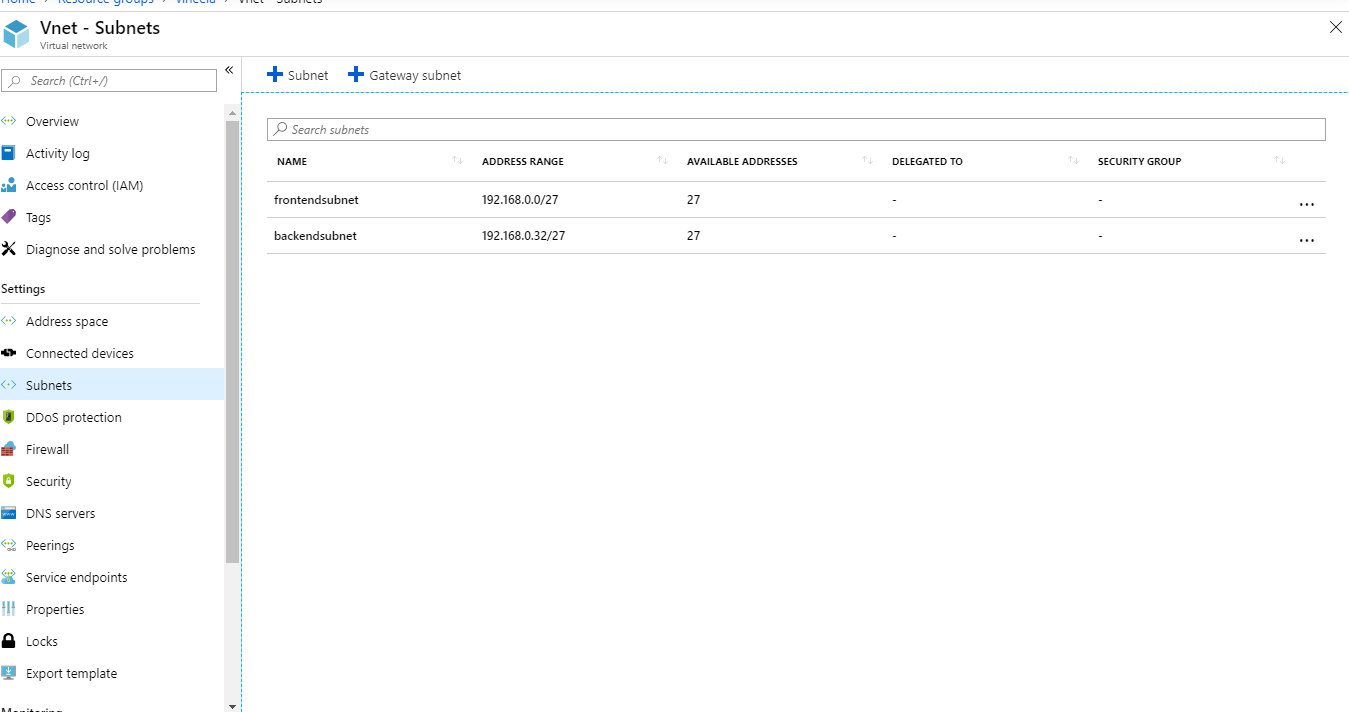 Home > Resource groups > vineela > Vnet - Subnets
Vnet - Subnets
Virtual network
Search (Ctrl+/)
«
Overview
Activity log
Access control (IAM)
Tags
Diagnose and solve problems
Settings
Address space
Connected devices
Subnets
DDoS protection
Firewall
Security
DNS servers
Peerings
Service endpoints
Properties
Locks
Export template
Monitoring
Subnet Gateway subnet
Search subnets
NAME ADDRESS RANGE AVAILABLE ADDRESSES DELEGATED TO SECURITY GROUP
frontendsubnet 192.168.0.0/27 27 - - ...
backendsubnet 192.168.0.32/27 27 - - ...